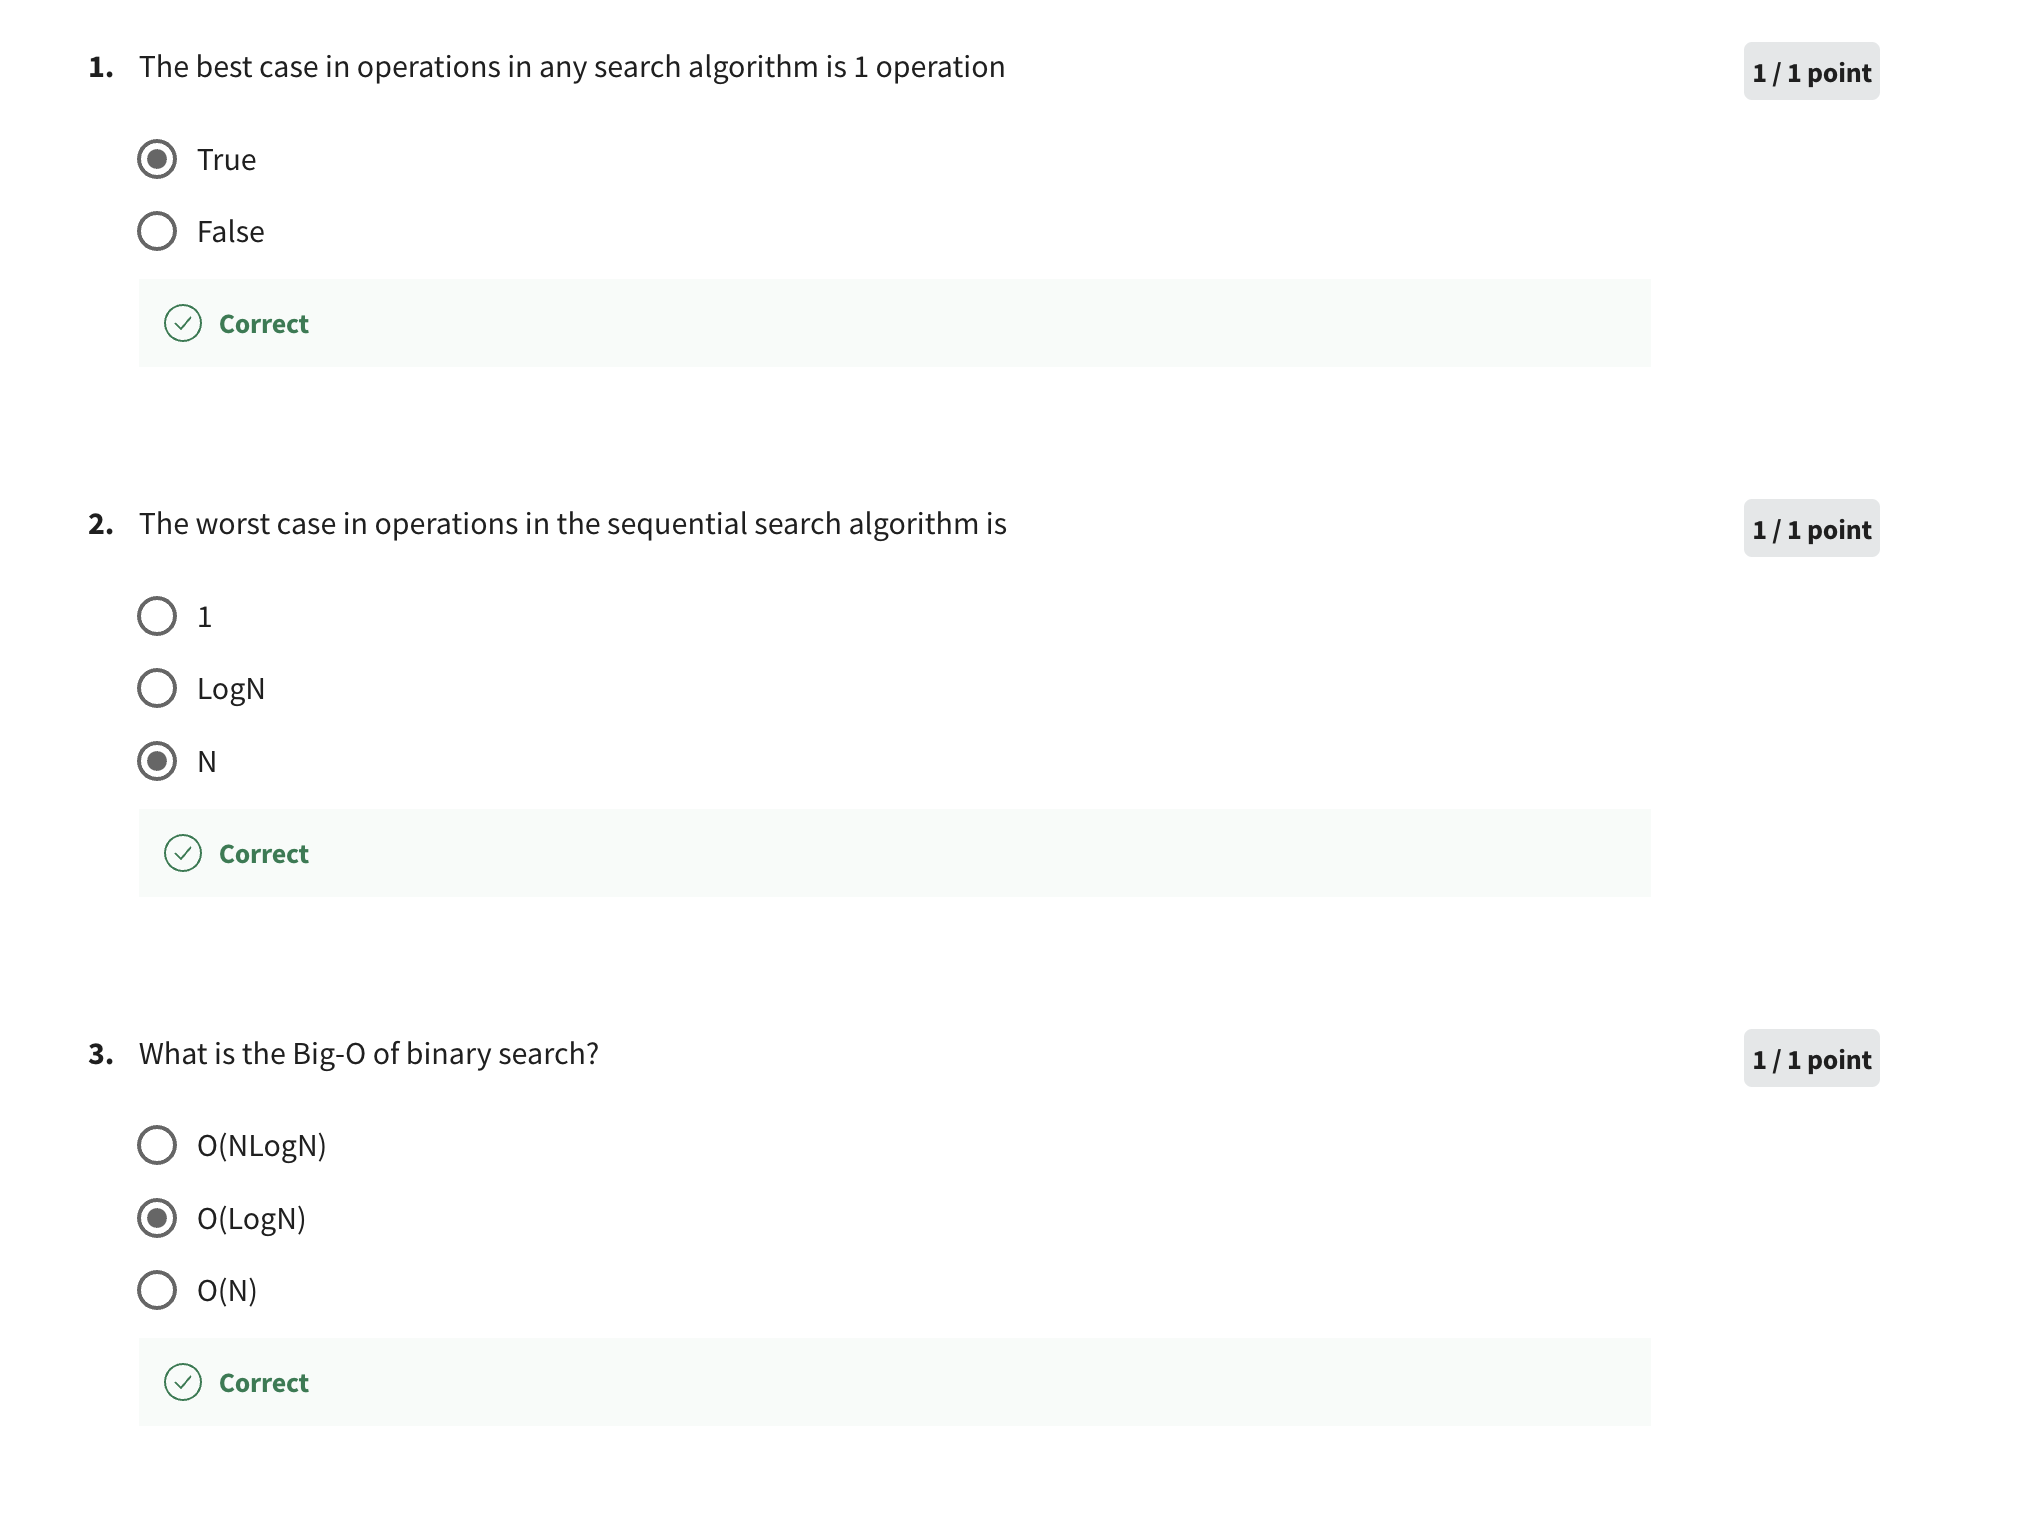 1. The best case in operations in any search algorithm is 1 operation
1 / 1 point
True
False
Correct
2. The worst case in operations in the sequential search algorithm is
1 / 1 point
1
LogN
N
Correct
3. What is the Big-O of binary search?
1 / 1 point
O(NLogN)
O(LogN)
O(N)
Correct